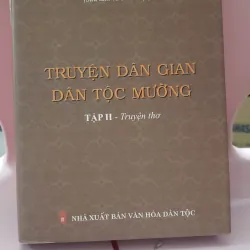 TRUYỆN DÂN GIAN
DÂN TỘC MƯỜNG
TẬP II - Truyện thơ
NHÀ XUẤT BẢN VĂN HÓA DÂN TỘC